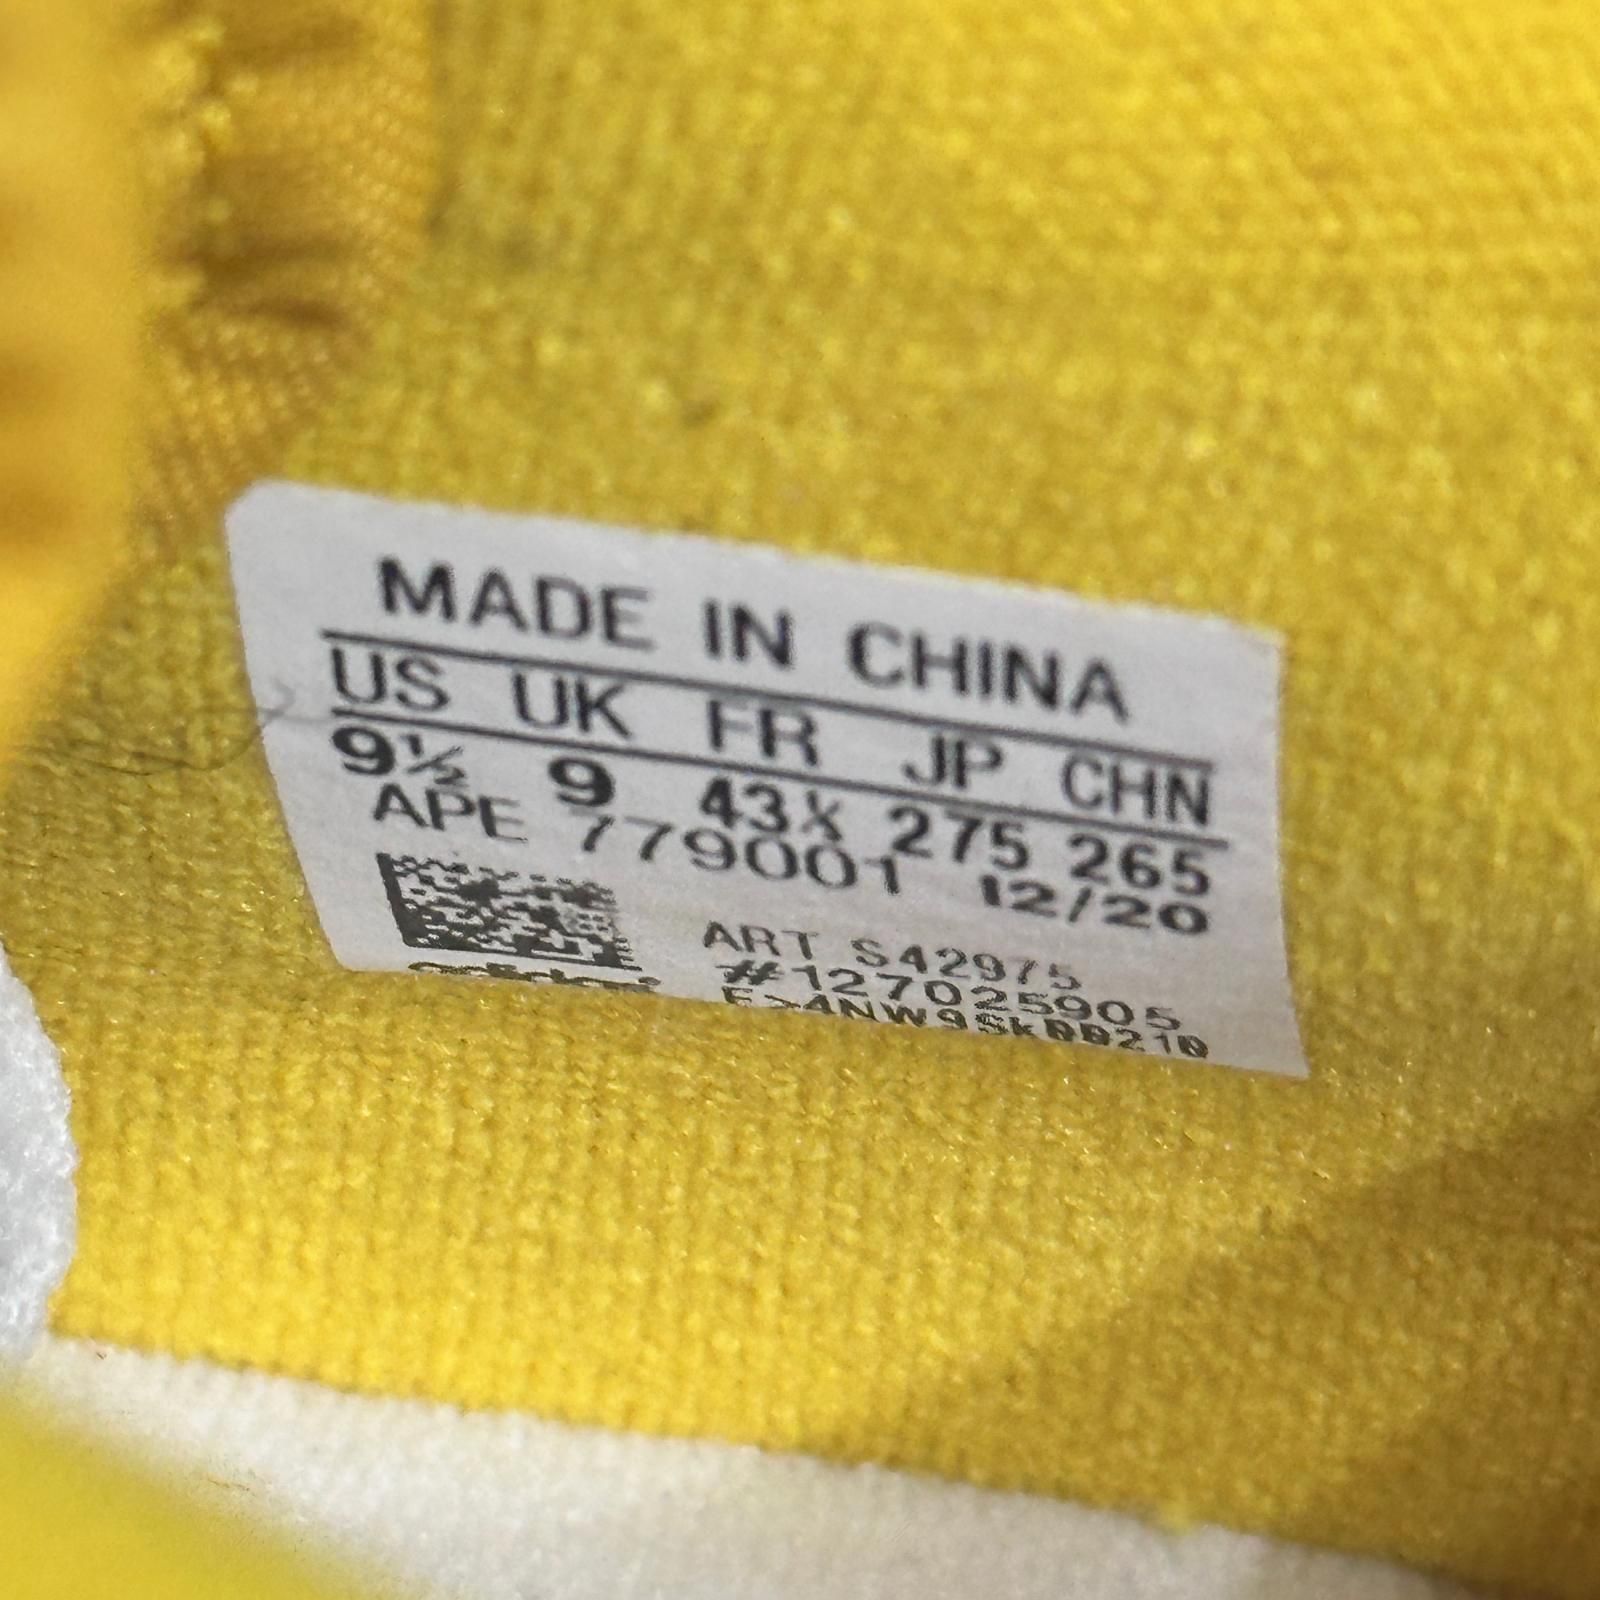 MADE IN CHINA
US UK FR JP CHN
9½ 9 43⅓ 275 265
APE 779001 12/20
ART S42975
#127025905
adidas